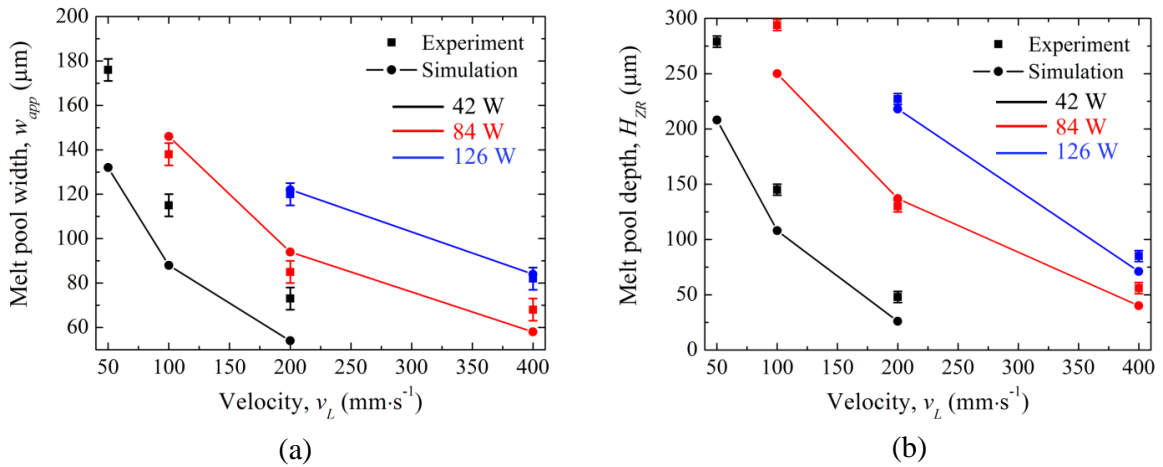 180
160
140
120
100
80
60
Melt pool width, w_app (μm)
Experiment
Simulation
42 W
84 W
126 W
50 100 150 200 250 300 350 400
Velocity, v_L (mm·s⁻¹)
(a)
300
250
200
150
100
50
0
Melt pool depth, H_ZR (μm)
Experiment
Simulation
42 W
84 W
126 W
50 100 150 200 250 300 350 400
Velocity, v_L (mm·s⁻¹)
(b)